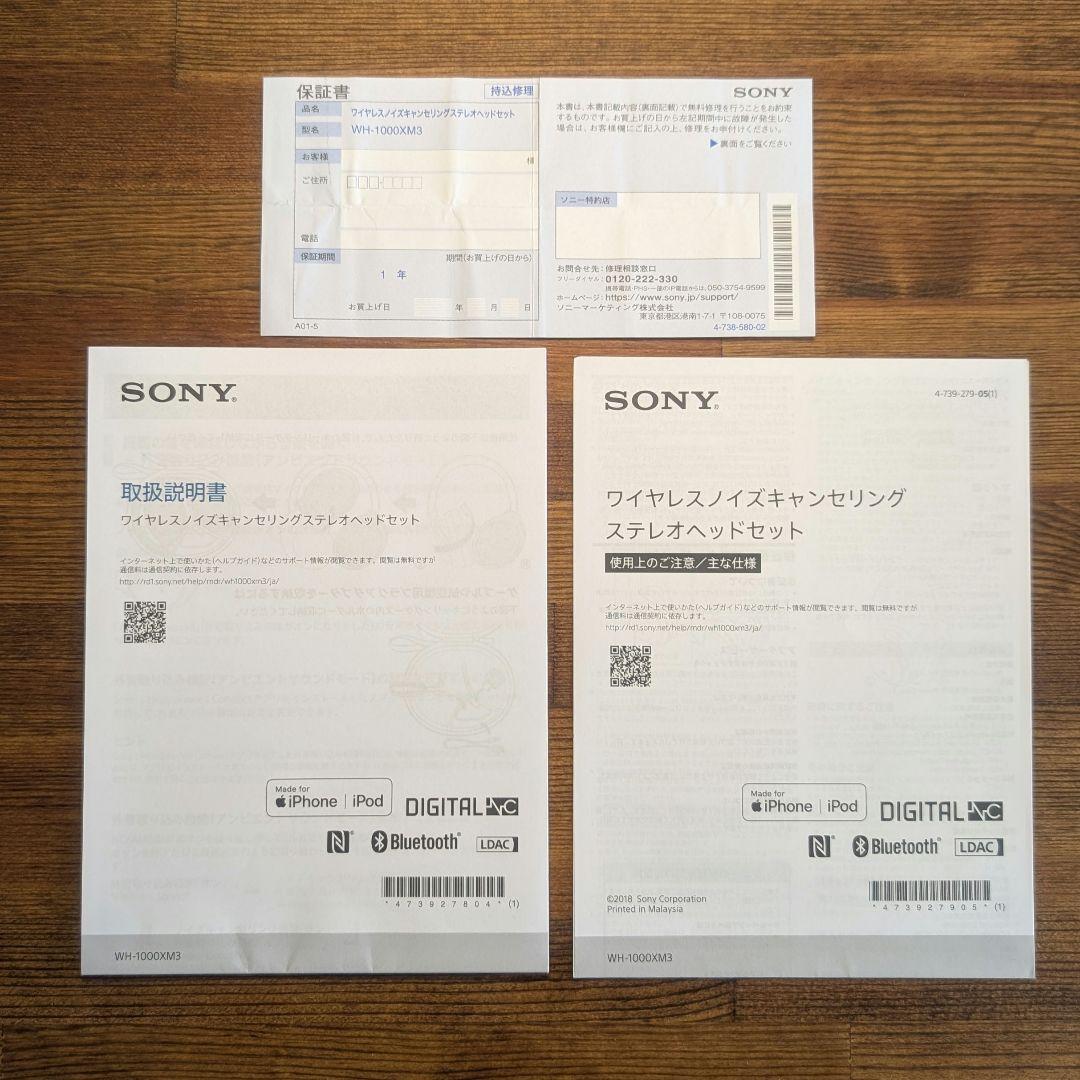 保証書
持込修理
品名
ワイヤレスノイズキャンセリングステレオヘッドセット
型名
WH-1000XM3
お客様
様
ご住所
電話
保証期間
期間(お買上げの日から)
1 年
お買上げ日
年 月 日
A01-5
SONY
本書は、本書記載内容(裏面記載)で無料修理を行うことをお約束
するものです。お買上げの日から左記期間中に故障が発生した
場合は、お客様欄にご記入の上、修理をお申付けください。
▶裏面をご覧ください
ソニー特約店
お問合せ先:修理相談窓口
フリーダイヤル:0120-222-330
携帯電話・PHS・一部のIP電話からは、050-3754-9599
ホームページ:https://www.sony.jp/support/
ソニーマーケティング株式会社
東京都港区港南1-7-1 〒108-0075
4-738-580-02
SONY®
取扱説明書
ワイヤレスノイズキャンセリングステレオヘッドセット
インターネット上で使いかた(ヘルプガイド)などのサポート情報が閲覧できます。閲覧は無料ですが
通信料は通信契約に依存します。
http://rd1.sony.net/help/mdr/wh1000xm3/ja/
Made for
iPhone | iPod
DIGITAL NC
N® Bluetooth® LDAC
*473927804*(1)
WH-1000XM3
SONY®
4-739-279-05(1)
ワイヤレスノイズキャンセリング
ステレオヘッドセット
使用上のご注意/主な仕様
インターネット上で使いかた(ヘルプガイド)などのサポート情報が閲覧できます。閲覧は無料ですが
通信料は通信契約に依存します。
http://rd1.sony.net/help/mdr/wh1000xm3/ja/
Made for
iPhone | iPod
DIGITAL NC
N® Bluetooth® LDAC
©2018 Sony Corporation
Printed in Malaysia
*473927905*(1)
WH-1000XM3